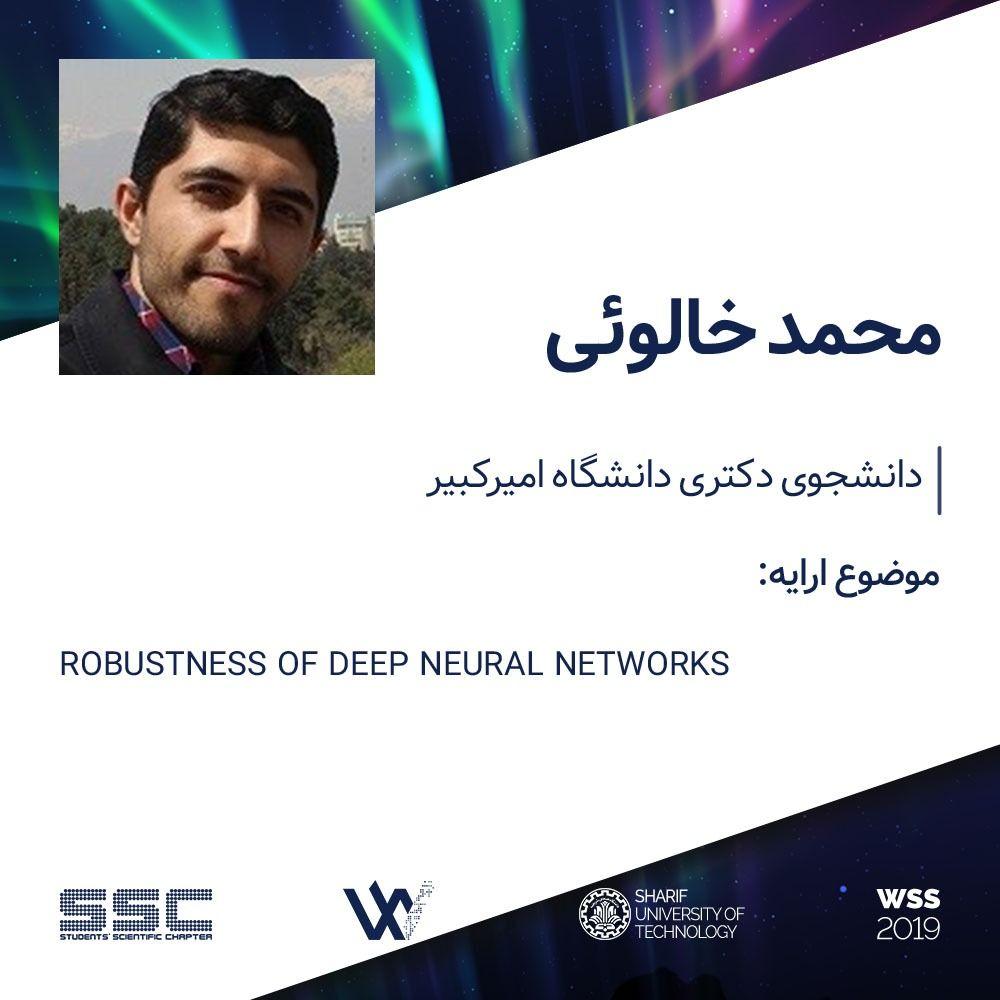 محمد خالوئی
دانشجوی دکتری دانشگاه امیرکبیر
موضوع ارایه:
ROBUSTNESS OF DEEP NEURAL NETWORKS
SSC
STUDENTS' SCIENTIFIC CHAPTER
SHARIF
UNIVERSITY OF
TECHNOLOGY
WSS
2019